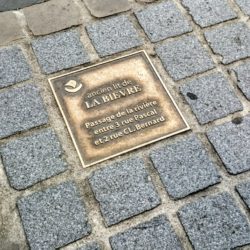 ancien lit de
LA BIÈVRE
Passage de la rivière
entre 3 rue Pascal
et 2 rue CL. Bernard